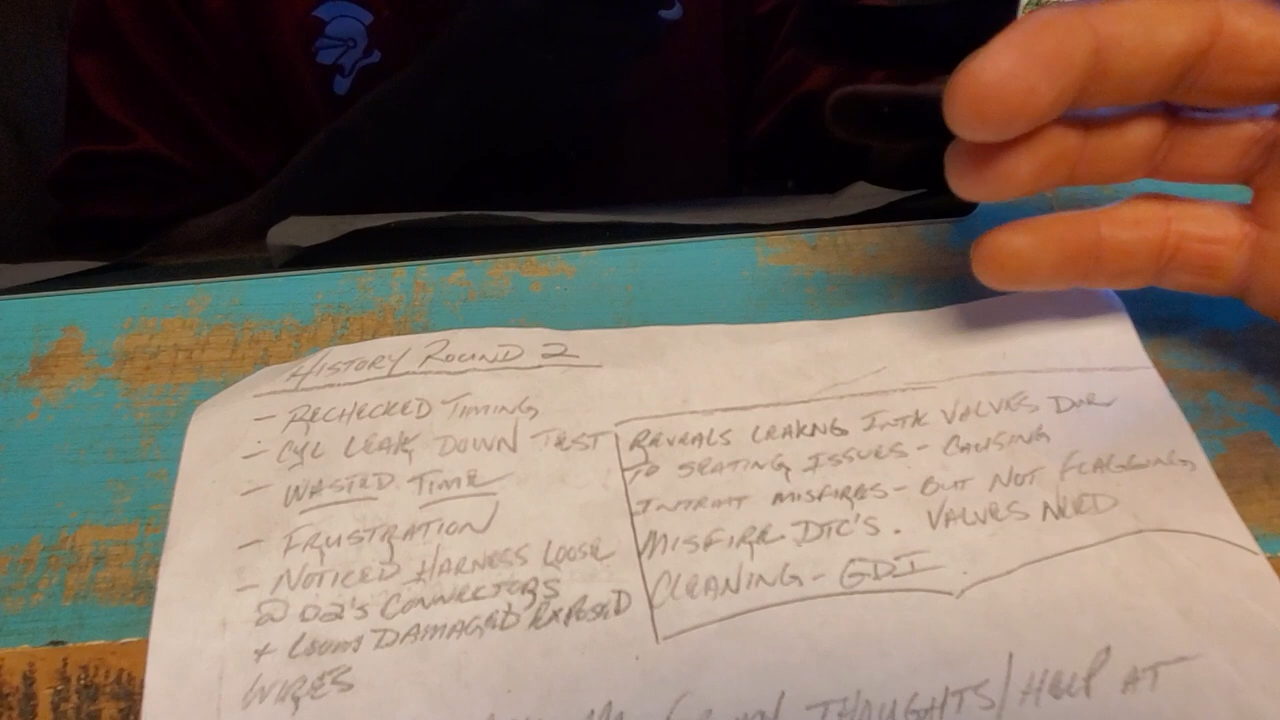 HISTORY ROUND 2
- RECHECKED TIMING
- CYL LEAK DOWN TEST
- WASTED TIME
- FRUSTRATION
- NOTICED HARNESS LOOSE
@ O2'S CONNECTORS
+ LOOM DAMAGED EXPOSED
WIRES
REVEALS LEAKNG INTK VALVES DUE
TO SEATING ISSUES - CAUSING
INTRMT MISFIRES - BUT NOT FLAGGING
MISFIRE DTC'S. VALVES NEED
CLEANING - GDI.
THOUGHTS/HELP AT